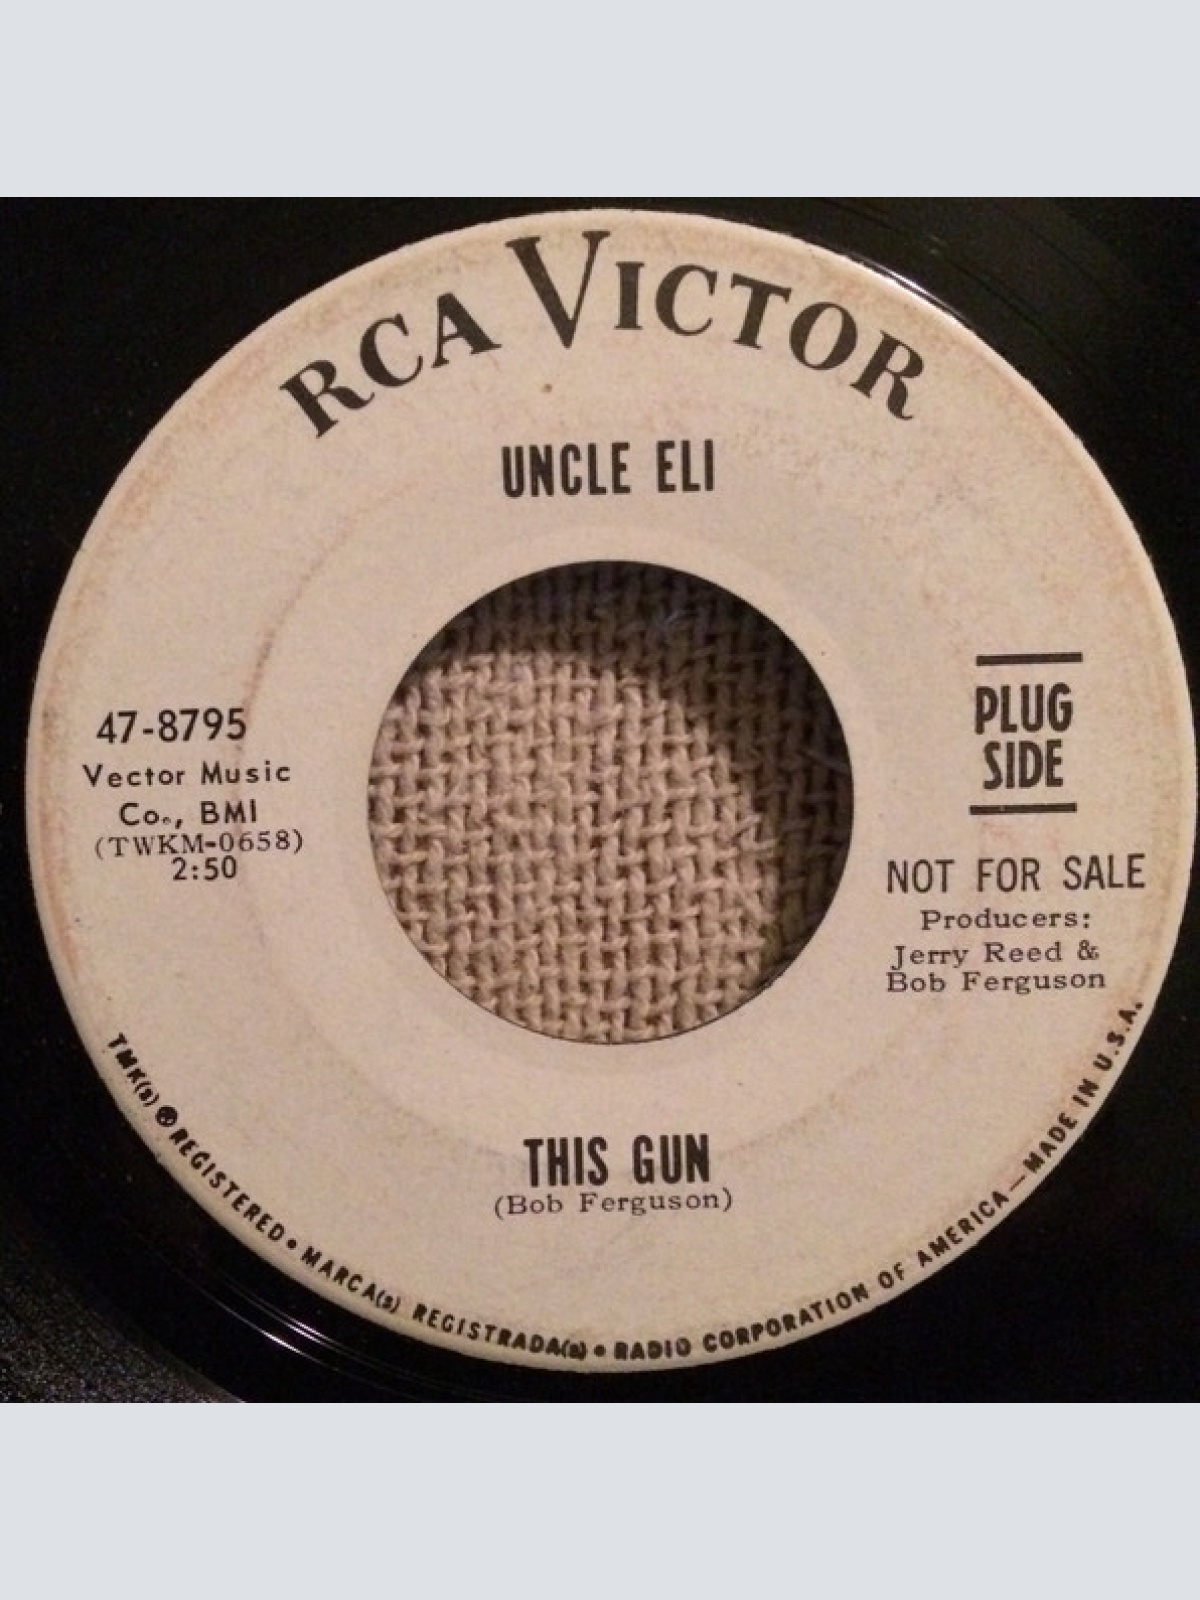 RCA VICTOR
UNCLE ELI
47-8795
Vector Music
Co., BMI
(TWKM-0658)
2:50
PLUG
SIDE
NOT FOR SALE
Producers:
Jerry Reed &
Bob Ferguson
THIS GUN
(Bob Ferguson)
TMK(s) ® REGISTERED • MARCA(s) REGISTRADA(s) • RADIO CORPORATION OF AMERICA — MADE IN U.S.A.